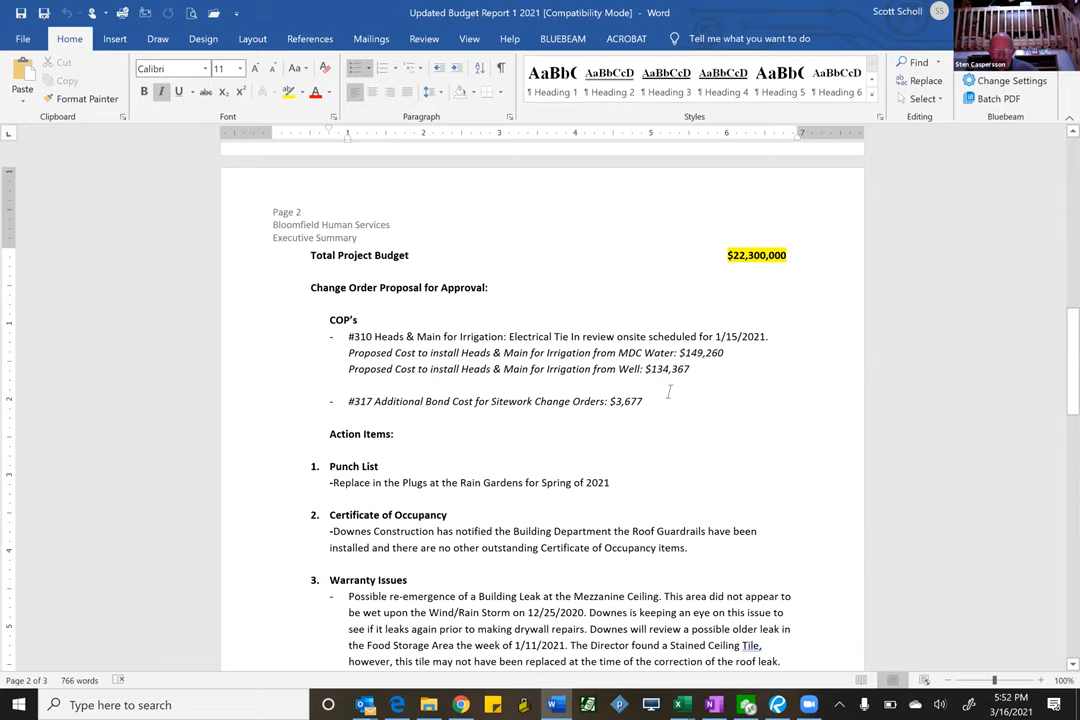 Updated Budget Report 1 2021 [Compatibility Mode] - Word
Scott Scholl
SS
File Home Insert Draw Design Layout References Mailings Review View Help BLUEBEAM ACROBAT Tell me what you want to do
Sten Caspersson
Paste
Cut
Copy
Format Painter
Clipboard
Calibri 11
Font
Paragraph
AaBb( AaBbCcD AaBbCcD AaBbCcD AaBb( AaBbCcD
¶ Heading 1 ¶ Heading 2 ¶ Heading 3 ¶ Heading 4 ¶ Heading 5 ¶ Heading 6
Styles
Find
Replace
Select
Editing
Change Settings
Batch PDF
Bluebeam
1 2 3 4 5 6 7
Page 2
Bloomfield Human Services
Executive Summary
Total Project Budget $22,300,000
Change Order Proposal for Approval:
COP's
- #310 Heads & Main for Irrigation: Electrical Tie In review onsite scheduled for 1/15/2021.
Proposed Cost to install Heads & Main for Irrigation from MDC Water: $149,260
Proposed Cost to install Heads & Main for Irrigation from Well: $134,367
- #317 Additional Bond Cost for Sitework Change Orders: $3,677
Action Items:
1. Punch List
-Replace in the Plugs at the Rain Gardens for Spring of 2021
2. Certificate of Occupancy
-Downes Construction has notified the Building Department the Roof Guardrails have been
installed and there are no other outstanding Certificate of Occupancy items.
3. Warranty Issues
- Possible re-emergence of a Building Leak at the Mezzanine Ceiling. This area did not appear to
be wet upon the Wind/Rain Storm on 12/25/2020. Downes is keeping an eye on this issue to
see if it leaks again prior to making drywall repairs. Downes will review a possible older leak in
the Food Storage Area the week of 1/11/2021. The Director found a Stained Ceiling Tile,
however, this tile may not have been replaced at the time of the correction of the roof leak.
Page 2 of 3 766 words
100%
Type here to search
5:52 PM
3/16/2021